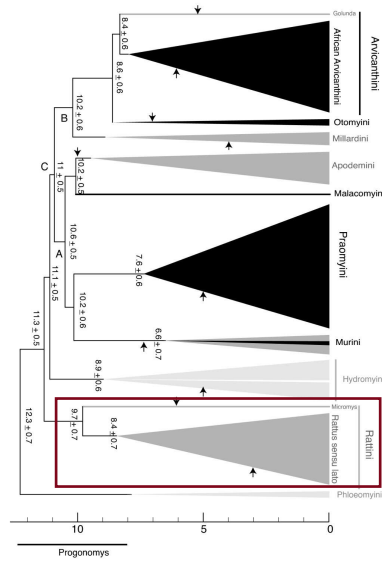 Golunda
African Arvicanthini
Arvicanthini
8.4 ± 0.6
8.6 ± 0.6
Otomyini
B
10.2 ± 0.6
Millardini
C
11 ± 0.5
10.2 ± 0.5
Apodemini
Malacomyin
A
10.6 ± 0.5
7.6 ± 0.6
Praomyini
11.1 ± 0.5
10.2 ± 0.6
6.6 ± 0.7
Murini
11.3 ± 0.5
8.9 ± 0.6
Hydromyin
Micromys
9.7 ± 0.7
8.4 ± 0.7
Rattus sensu lato
Rattini
12.3 ± 0.7
Phloeomyini
10 5 0
Progonomys